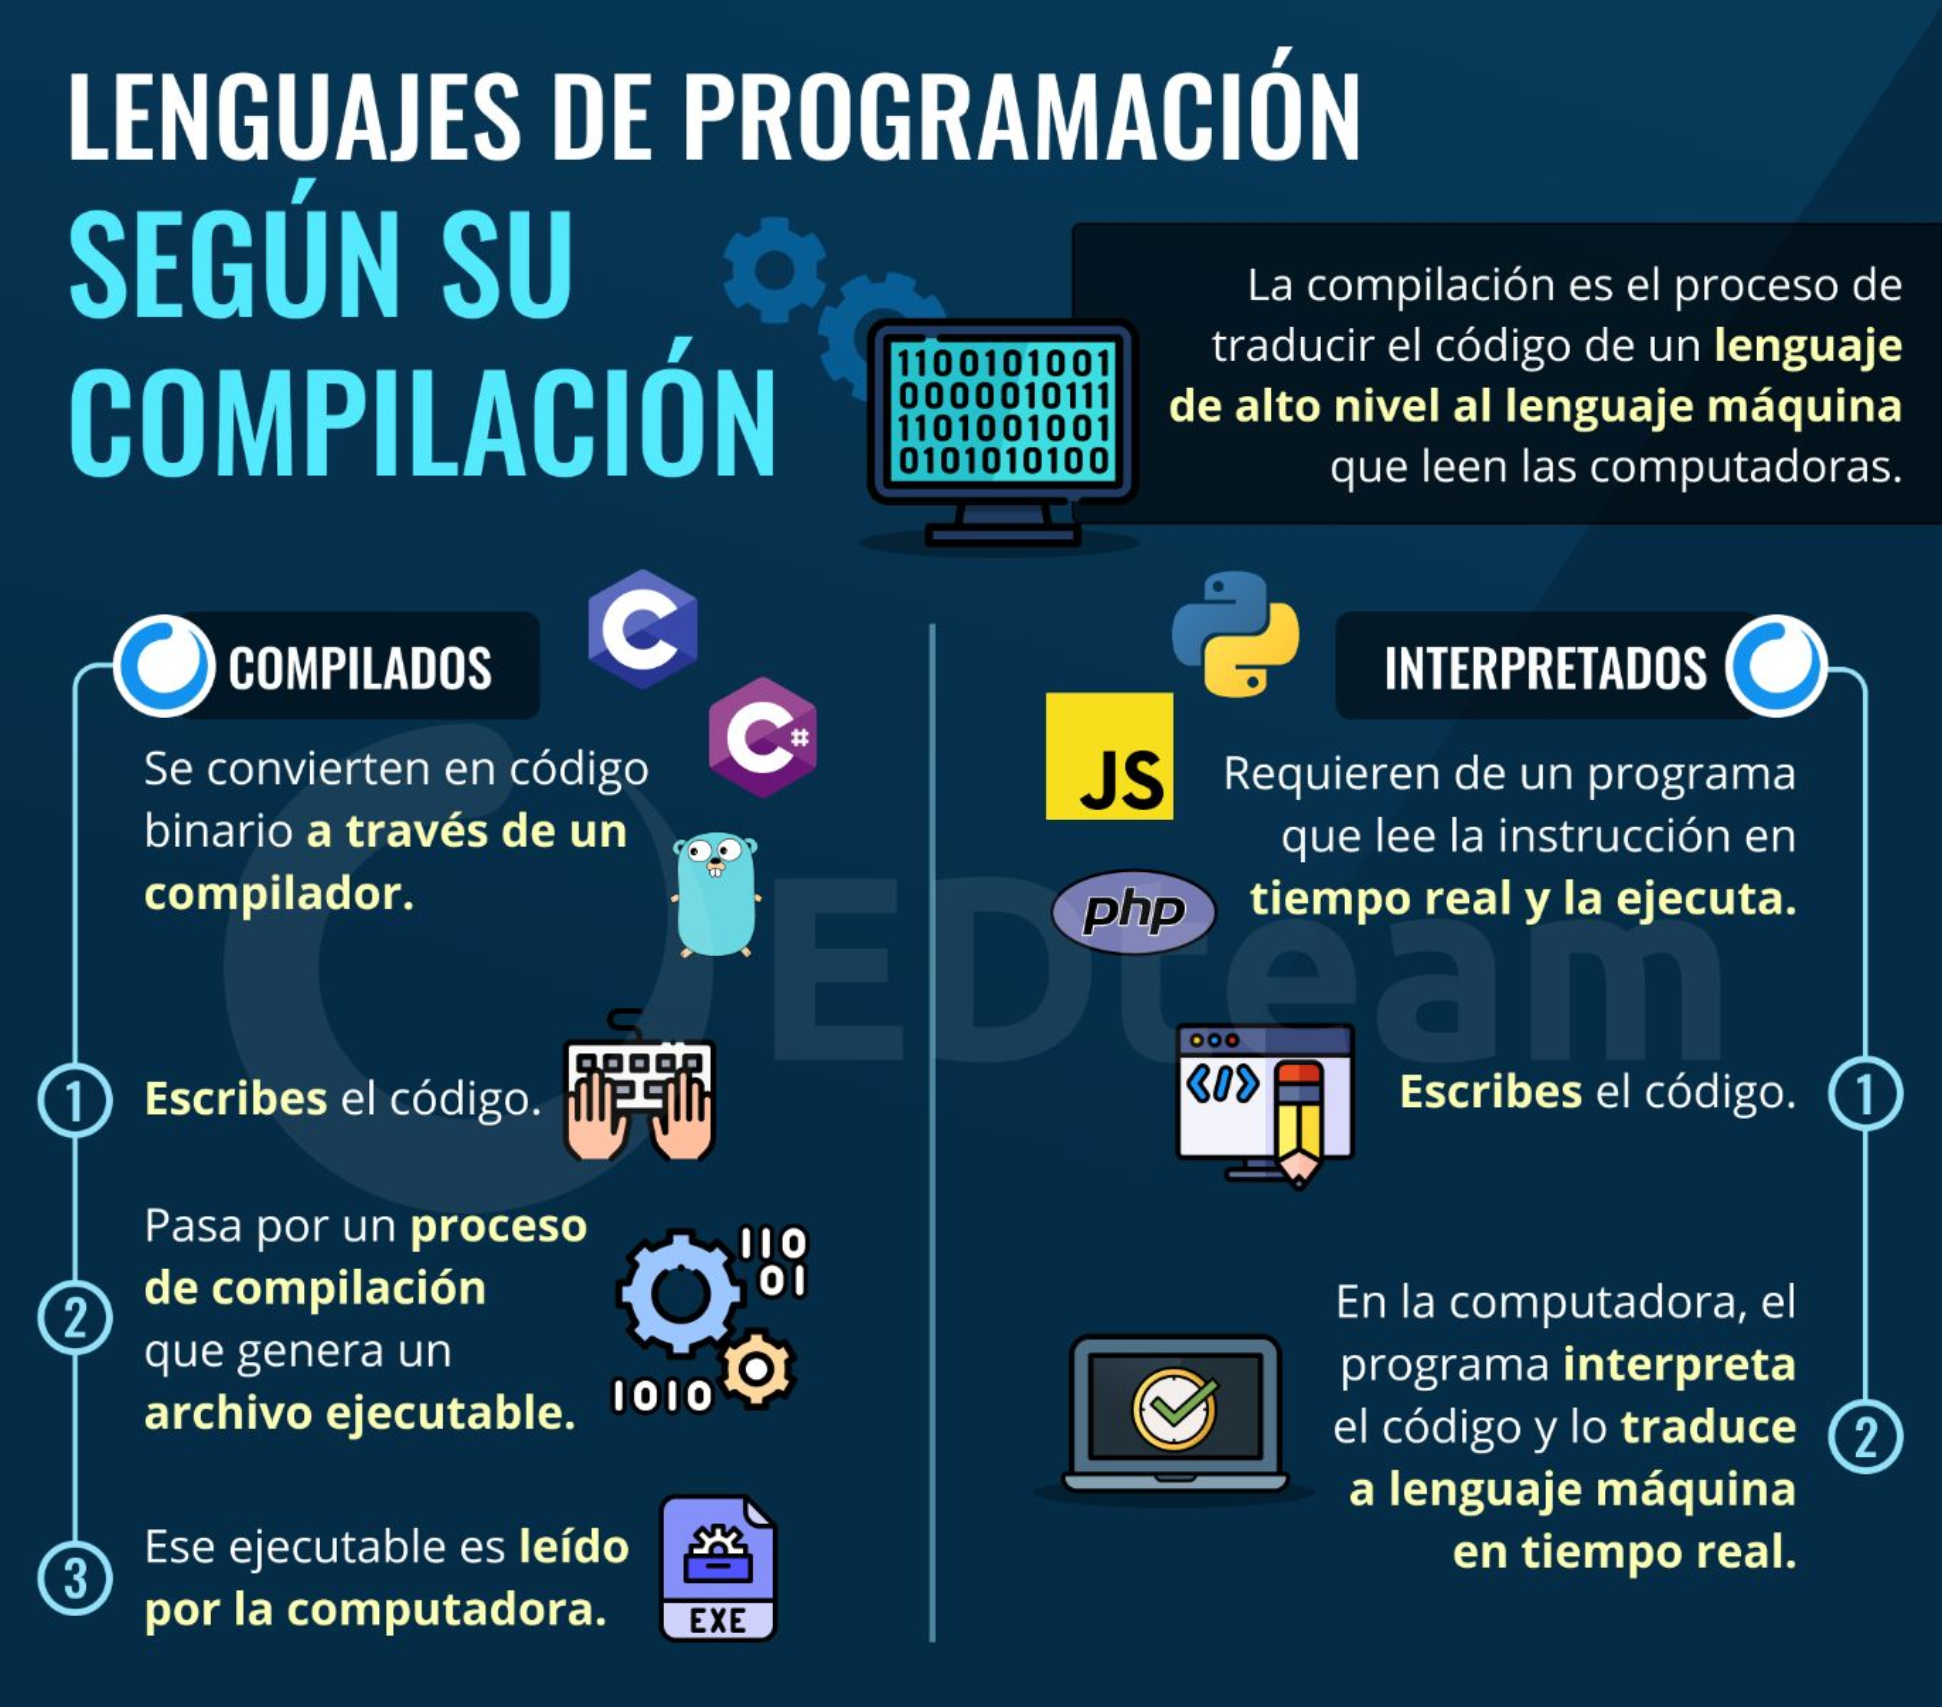 LENGUAJES DE PROGRAMACIÓN
SEGÚN SU
COMPILACIÓN
1100101001
0000010111
1101001001
0101010100
La compilación es el proceso de
traducir el código de un lenguaje
de alto nivel al lenguaje máquina
que leen las computadoras.
COMPILADOS
C
C#
Se convierten en código
binario a través de un
compilador.
1
Escribes el código.
2
Pasa por un proceso
de compilación
que genera un
archivo ejecutable.
110
01
1010
3
Ese ejecutable es leído
por la computadora.
EXE
INTERPRETADOS
JS
php
Requieren de un programa
que lee la instrucción en
tiempo real y la ejecuta.
</>
Escribes el código.
1
En la computadora, el
programa interpreta
el código y lo traduce
a lenguaje máquina
en tiempo real.
2
EDteam